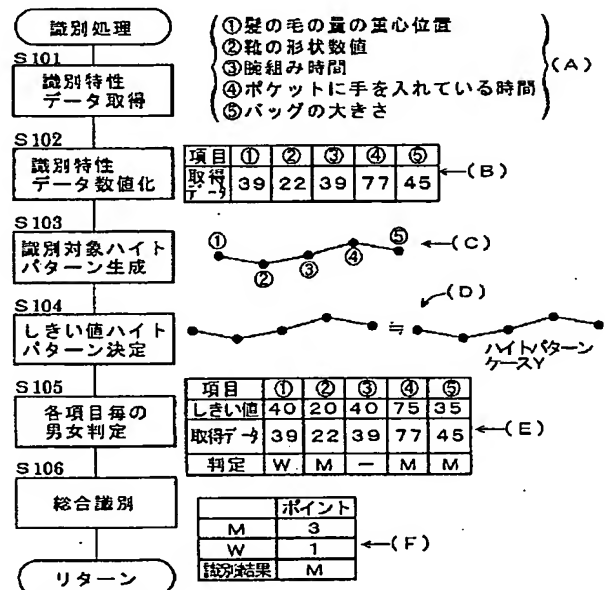 識別処理
S101
識別特性
データ取得
①髪の毛の量の重心位置
②靴の形状数値
③腕組み時間
④ポケットに手を入れている時間
⑤バッグの大きさ
(A)
S102
識別特性
データ数値化
項目 ① ② ③ ④ ⑤
取得データ 39 22 39 77 45
(B)
S103
識別対象ハイト
パターン生成
① ② ③ ④ ⑤
(C)
S104
しきい値ハイト
パターン決定
(D)
≒
ハイトパターン
ケースY
S105
各項目毎の
男女判定
項目 ① ② ③ ④ ⑤
しきい値 40 20 40 75 35
取得データ 39 22 39 77 45
判定 W M − M M
(E)
S106
総合識別
ポイント
M 3
W 1
識別結果 M
(F)
リターン